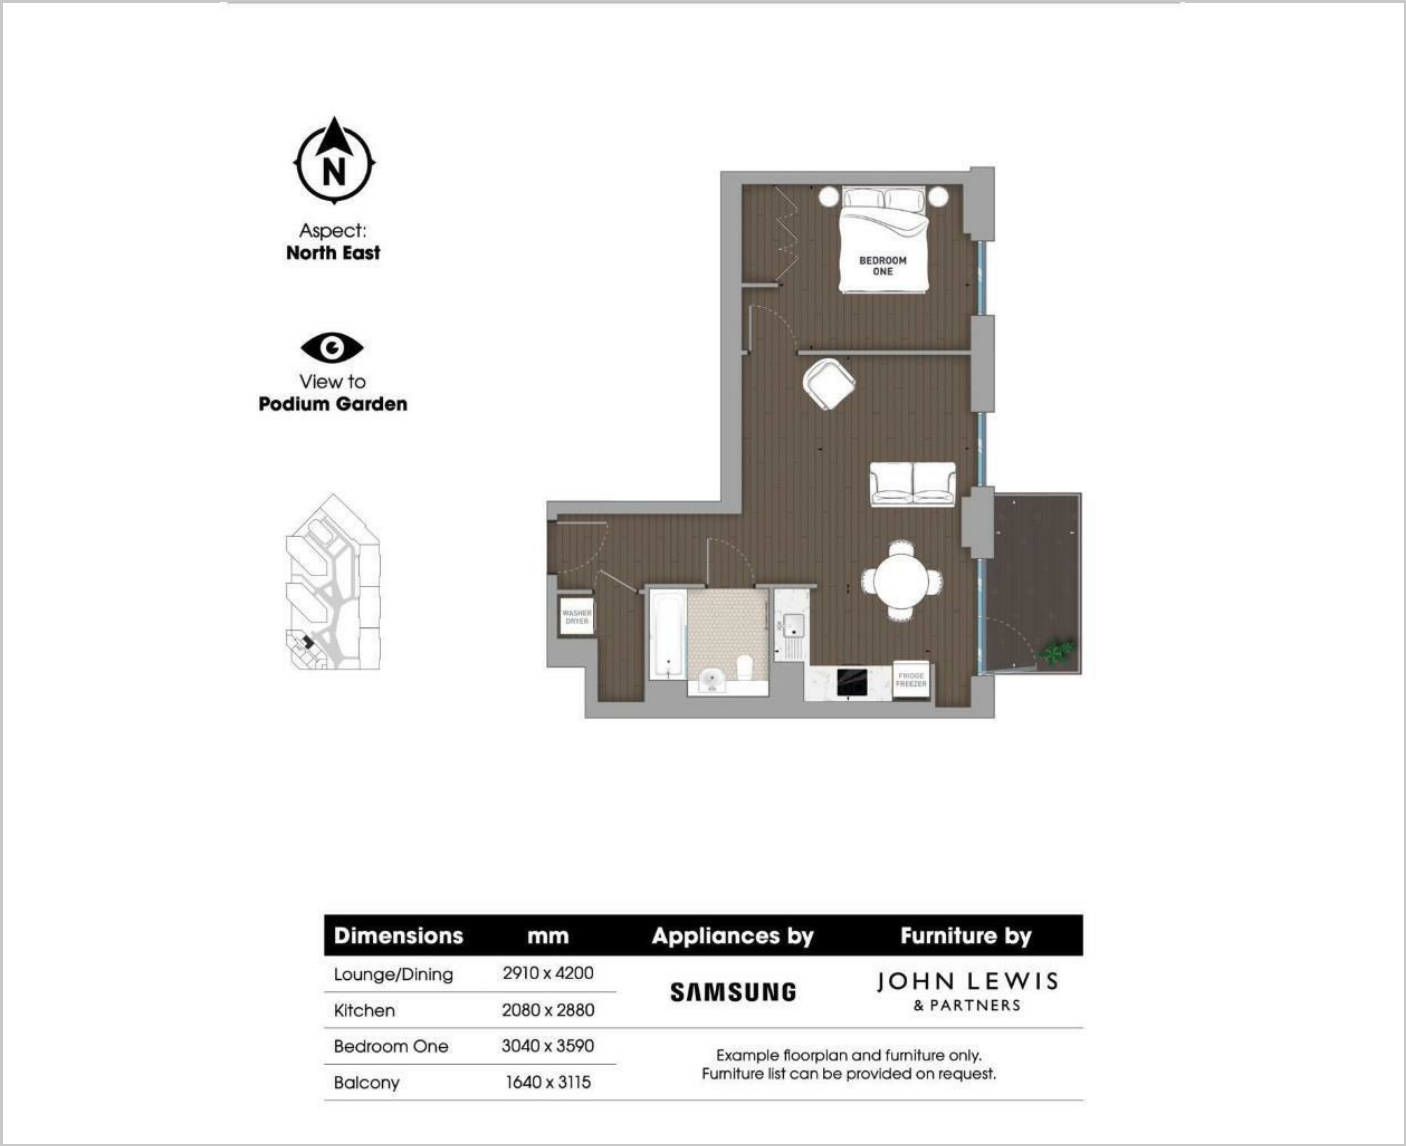 N
Aspect:
North East
View to
Podium Garden
BEDROOM
ONE
WASHER
DRYER
FRIDGE
FREEZER
Dimensions mm Appliances by Furniture by
Lounge/Dining 2910 x 4200
Kitchen 2080 x 2880
Bedroom One 3040 x 3590
Balcony 1640 x 3115
SAMSUNG
JOHN LEWIS
& PARTNERS
Example floorplan and furniture only.
Furniture list can be provided on request.